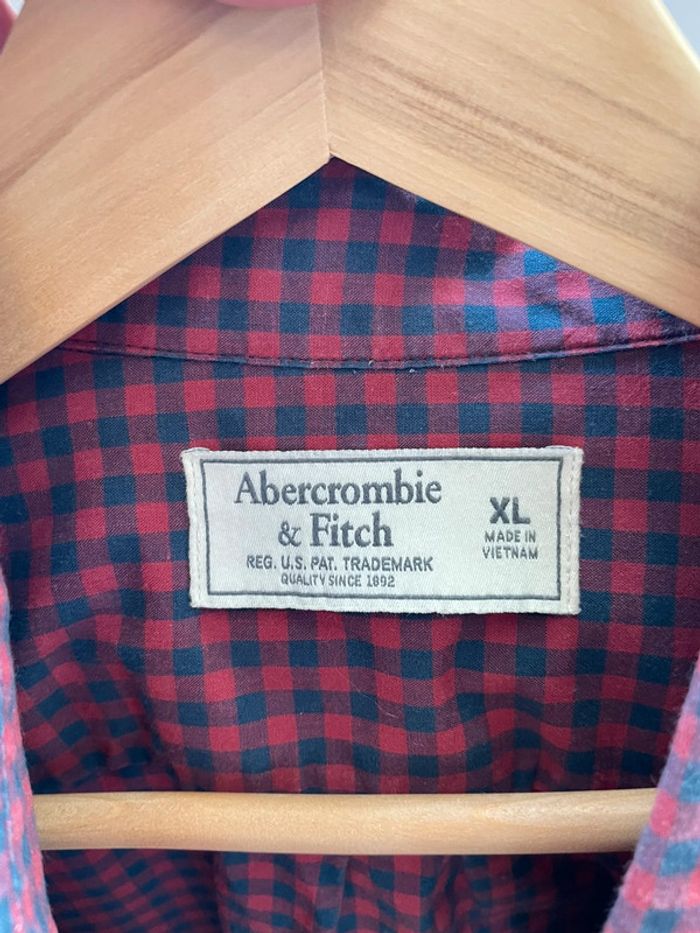 Abercrombie
& Fitch
REG. U.S. PAT. TRADEMARK
QUALITY SINCE 1892
XL
MADE IN
VIETNAM